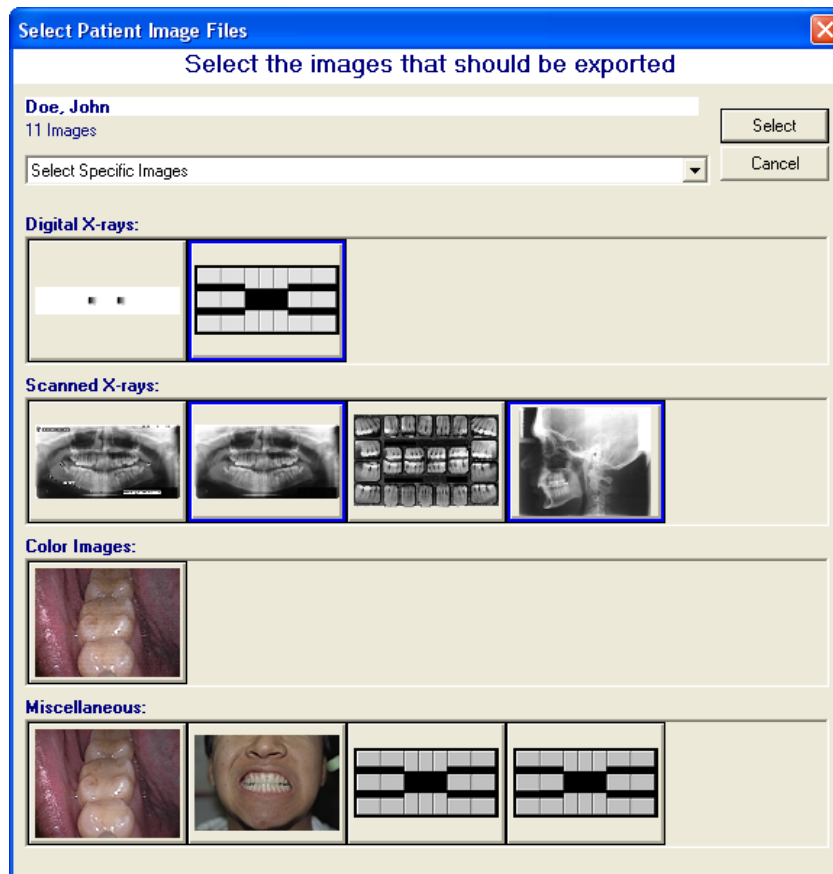 Select Patient Image Files
Select the images that should be exported
Doe, John
11 Images
Select
Cancel
Select Specific Images
Digital X-rays:
Scanned X-rays:
Color Images:
Miscellaneous: